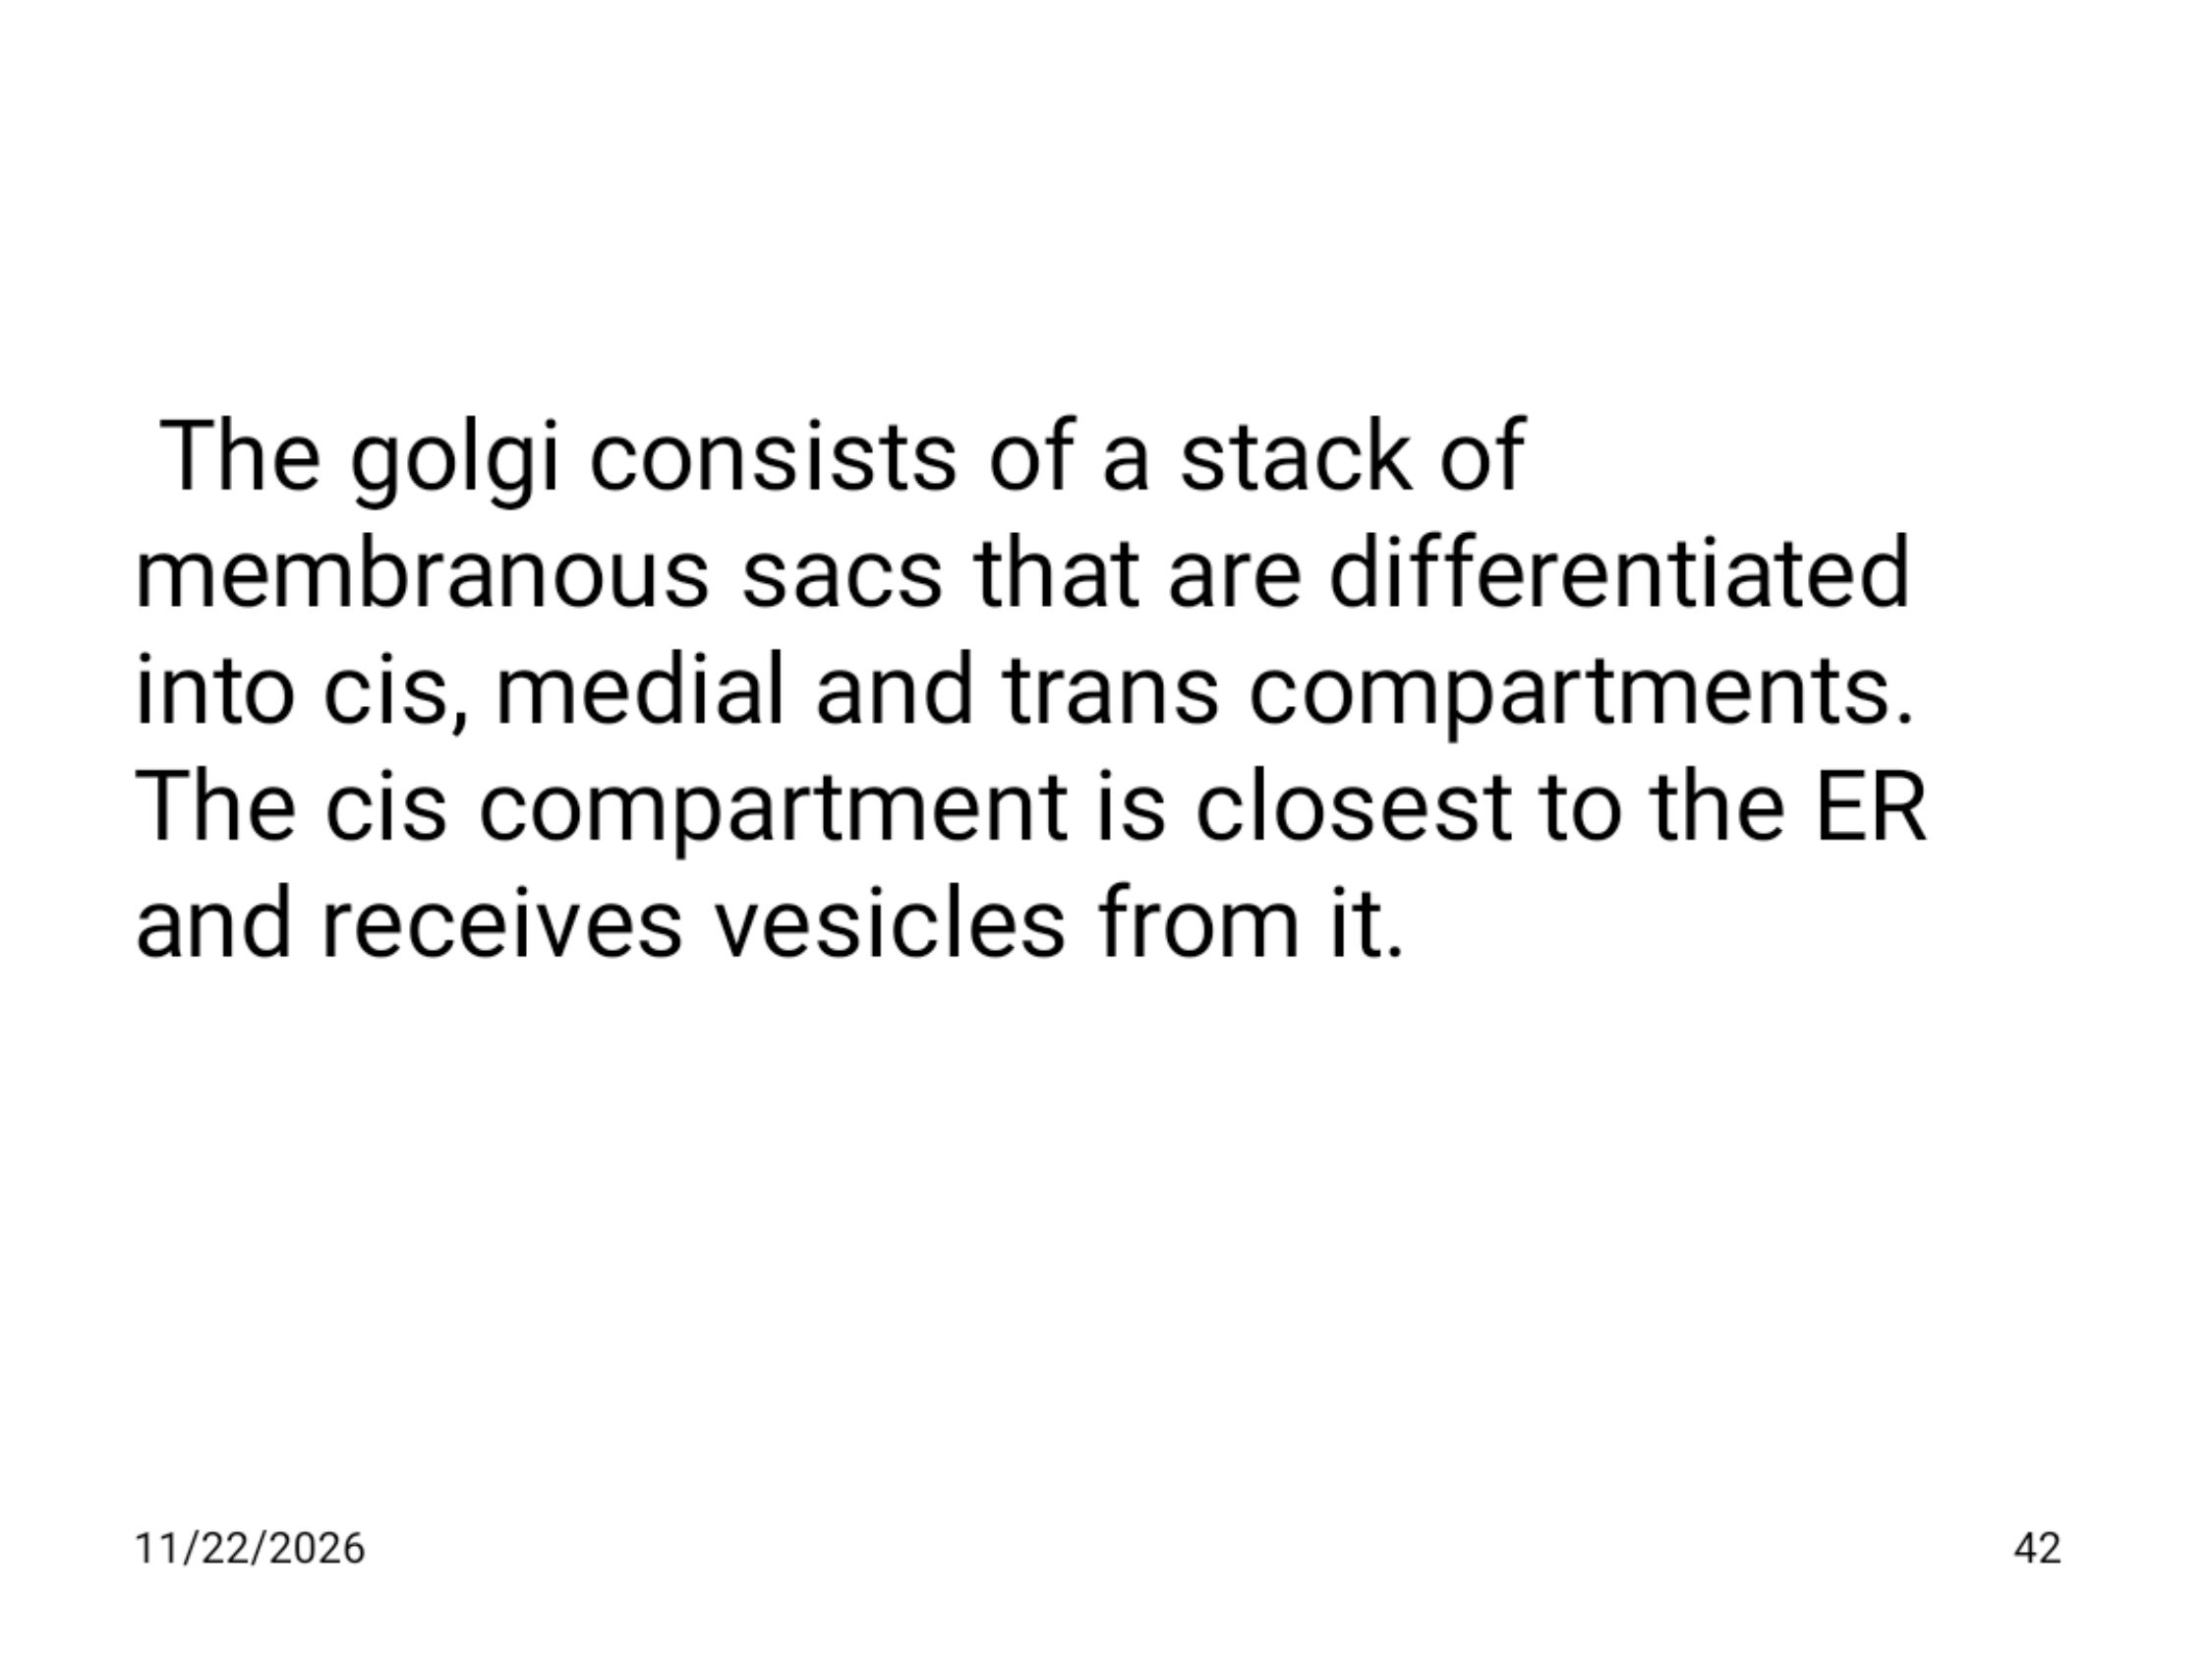 The golgi consists of a stack of
membranous sacs that are differentiated
into cis, medial and trans compartments.
The cis compartment is closest to the ER
and receives vesicles from it.
11/22/2026
42